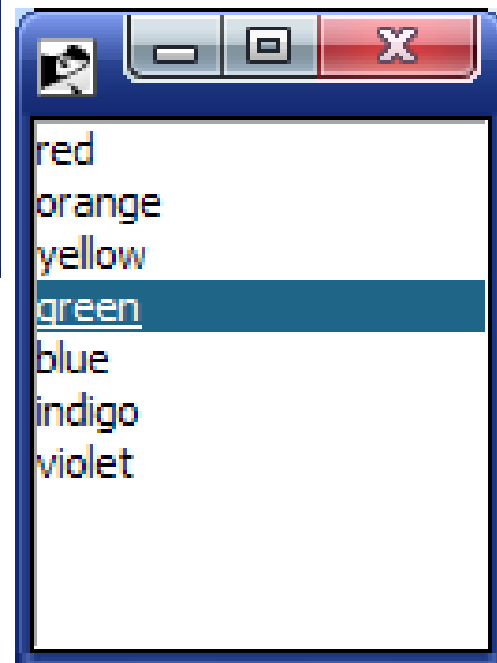 red
orange
yellow
green
blue
indigo
violet